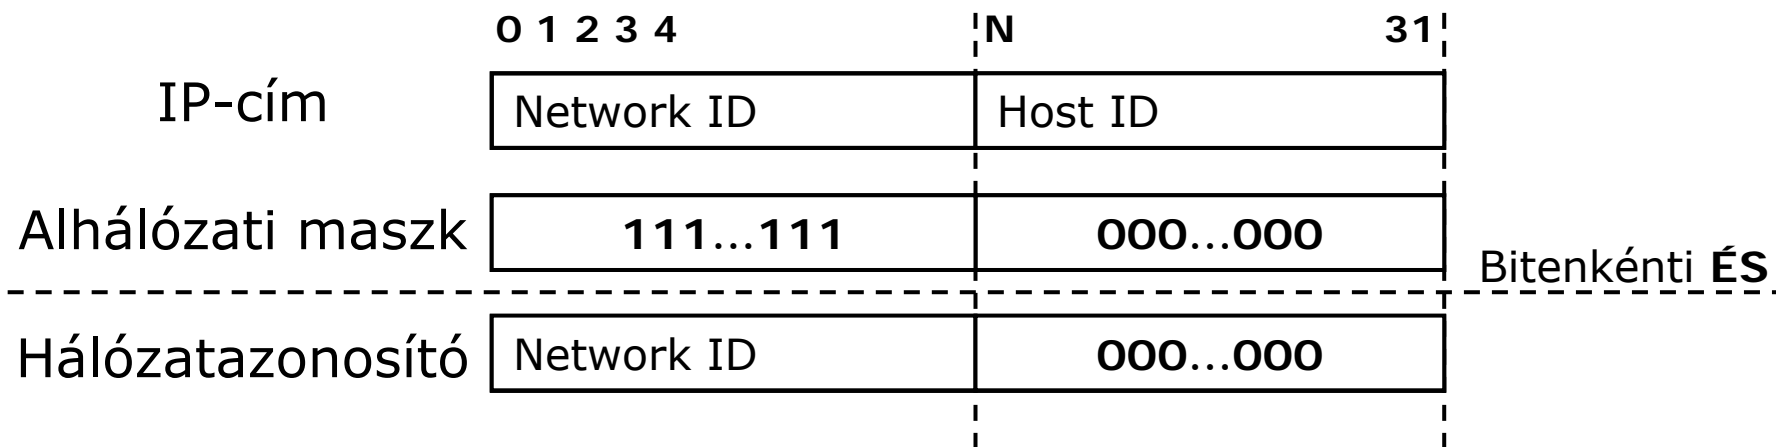 0 1 2 3 4 N 31
IP-cím Network ID Host ID
Alhálózati maszk 111...111 000...000
Bitenkénti ÉS
Hálózatazonosító Network ID 000...000